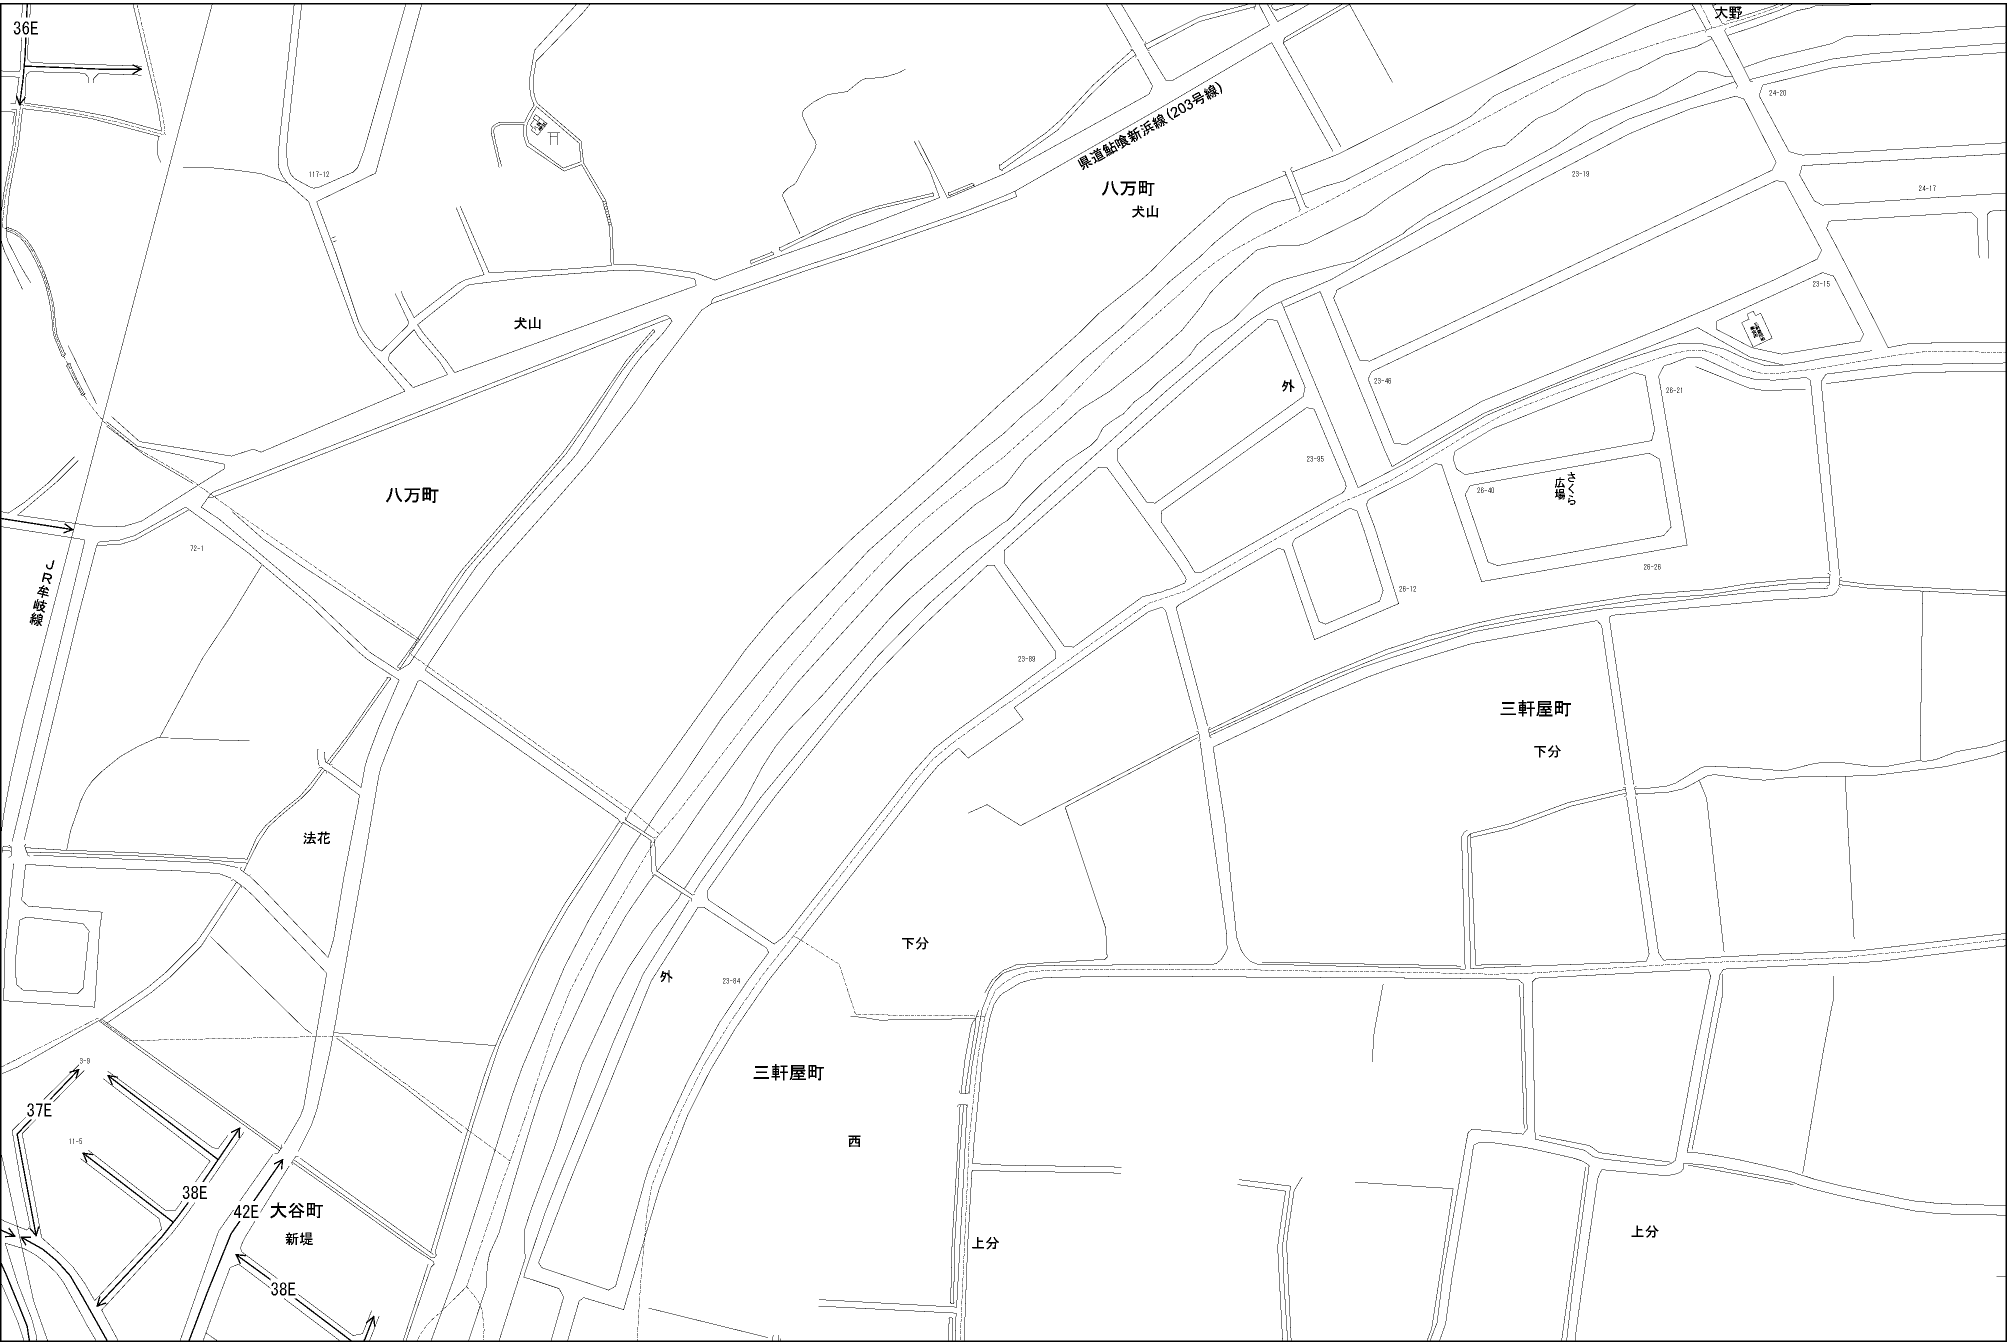 36E
大野
24-20
県道鮎喰新浜線(203号線)
117-12
23-19
八万町
犬山
24-17
23-15
犬山
外
23-46
26-21
23-95
八万町
さくら
広場
26-40
72-1
26-26
JR牟岐線
26-12
23-89
三軒屋町
下分
法花
下分
外
23-84
3-9
三軒屋町
37E
11-5
西
38E
42E
大谷町
新堤
上分
上分
38E